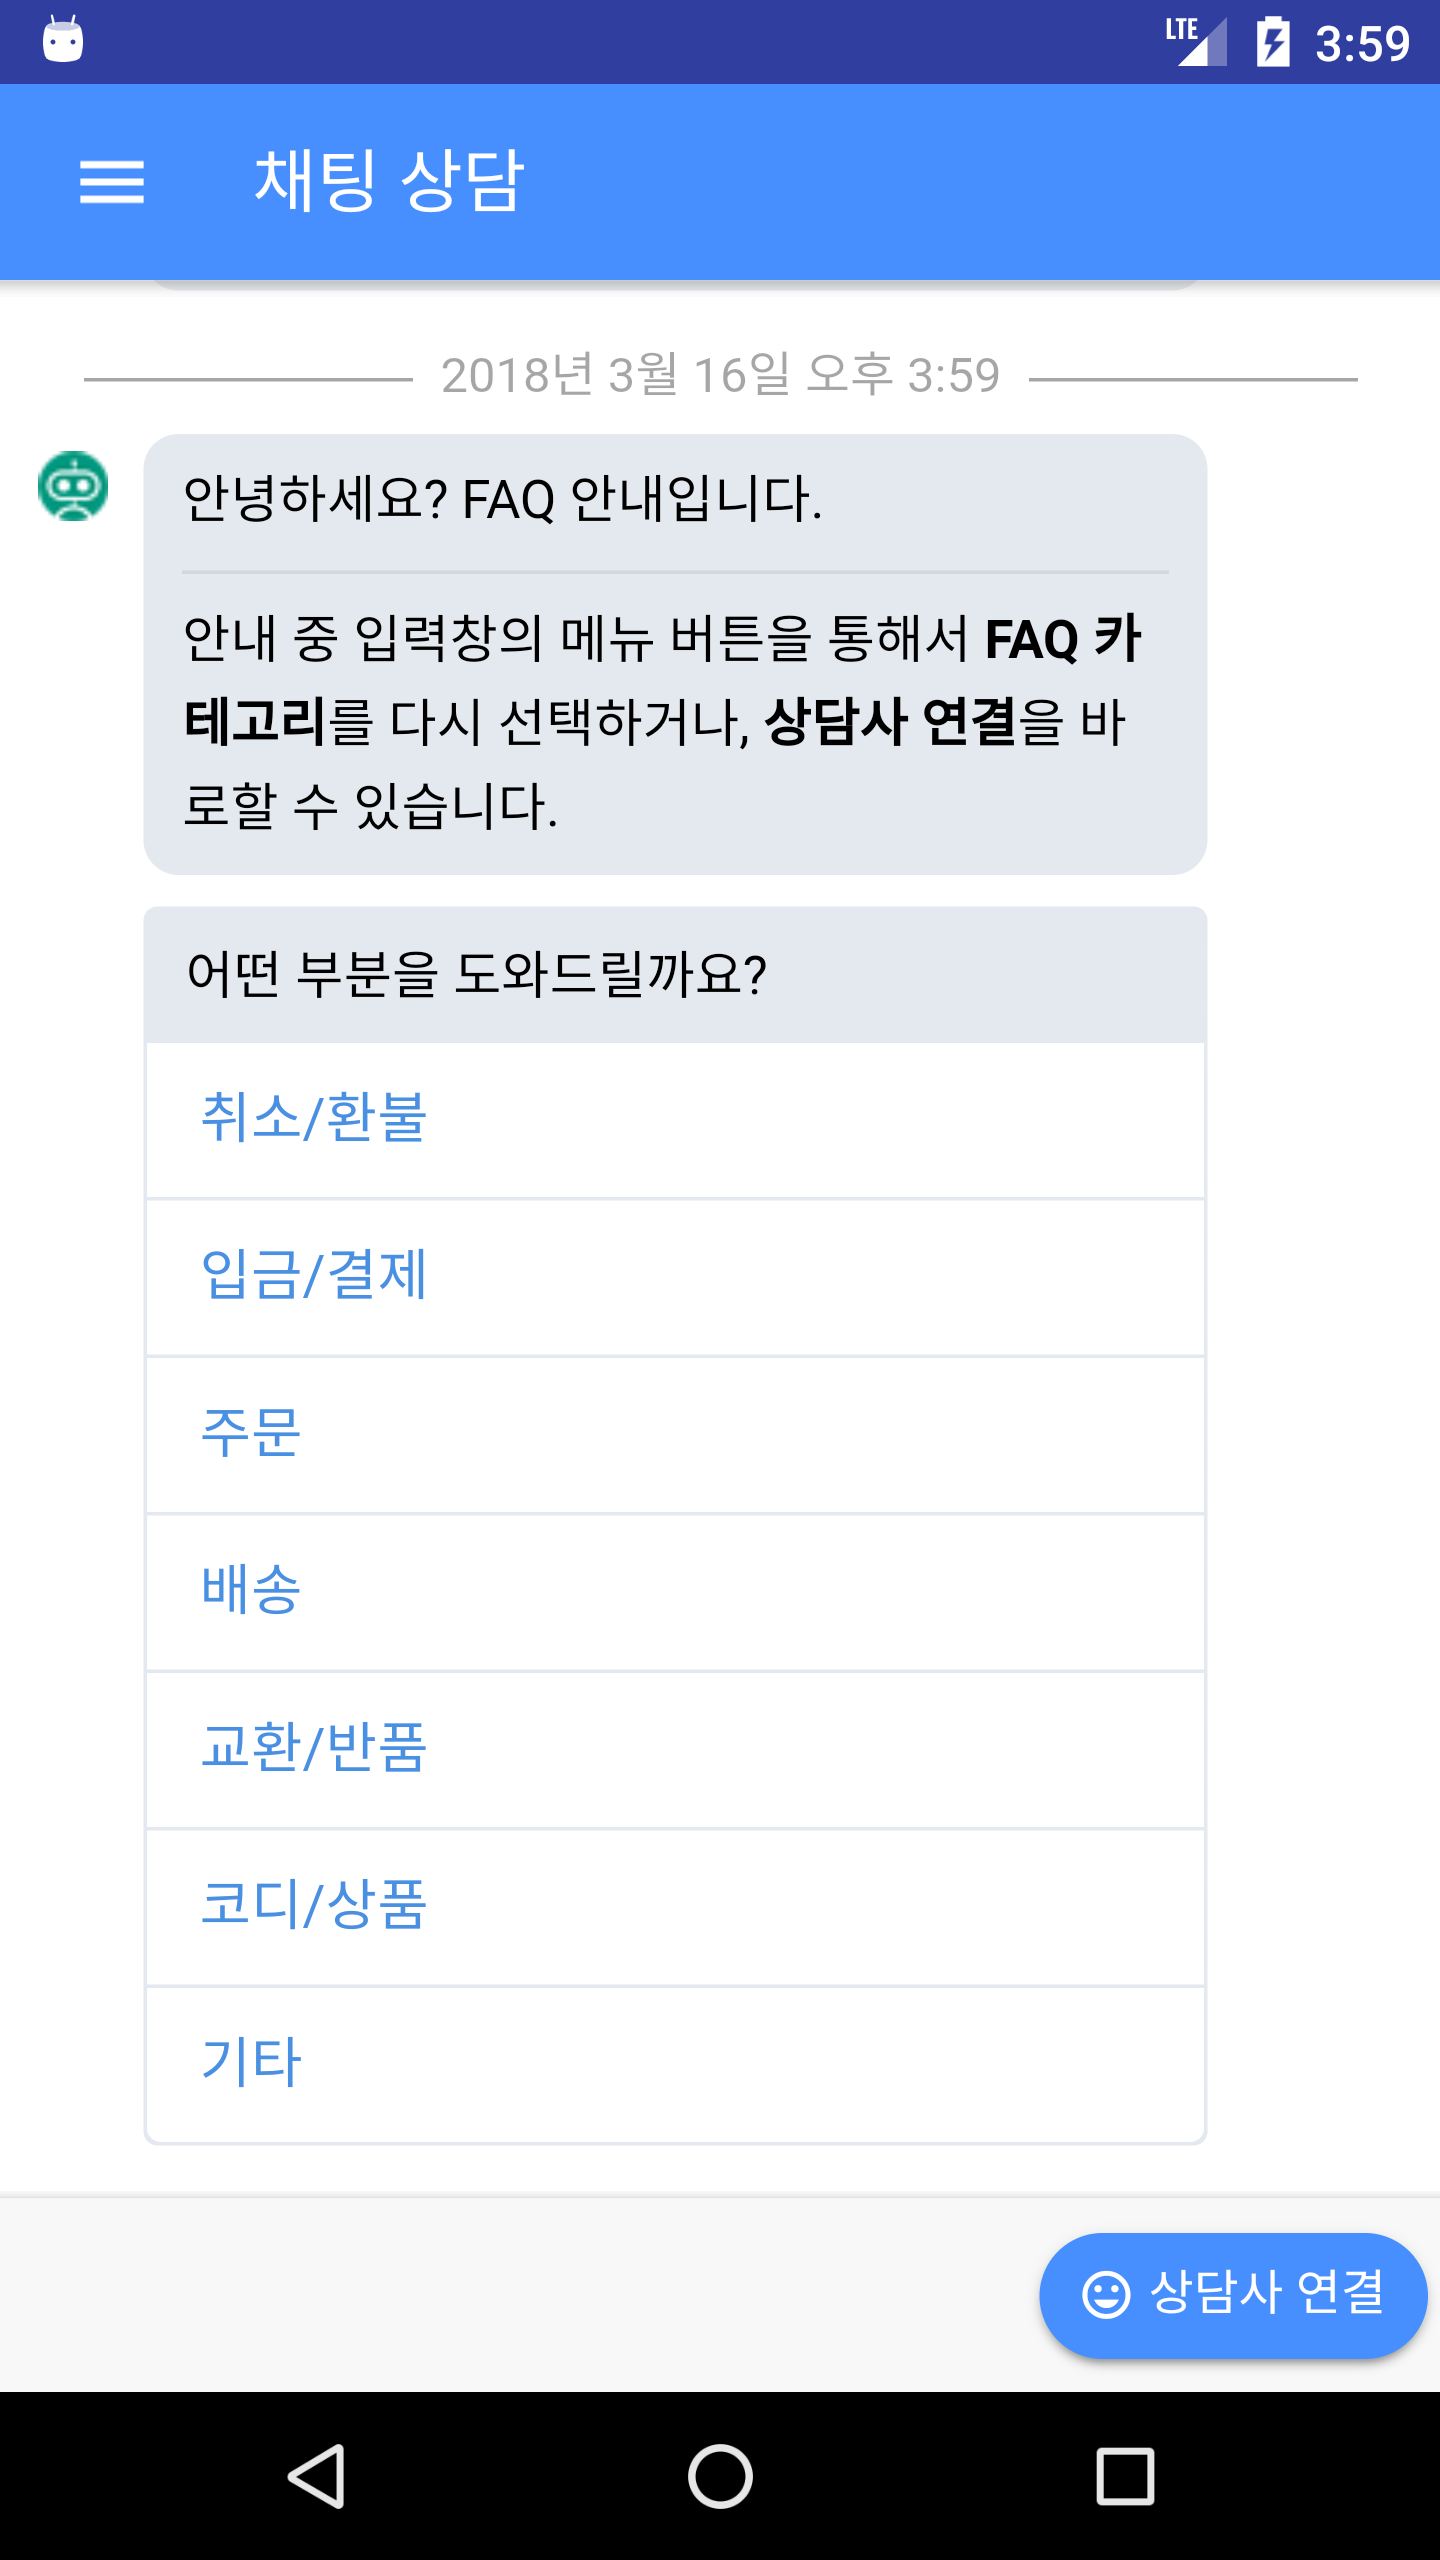 LTE 3:59
채팅 상담
2018년 3월 16일 오후 3:59
안녕하세요? FAQ 안내입니다.
안내 중 입력창의 메뉴 버튼을 통해서 FAQ 카
테고리를 다시 선택하거나, 상담사 연결을 바
로할 수 있습니다.
어떤 부분을 도와드릴까요?
취소/환불
입금/결제
주문
배송
교환/반품
코디/상품
기타
상담사 연결